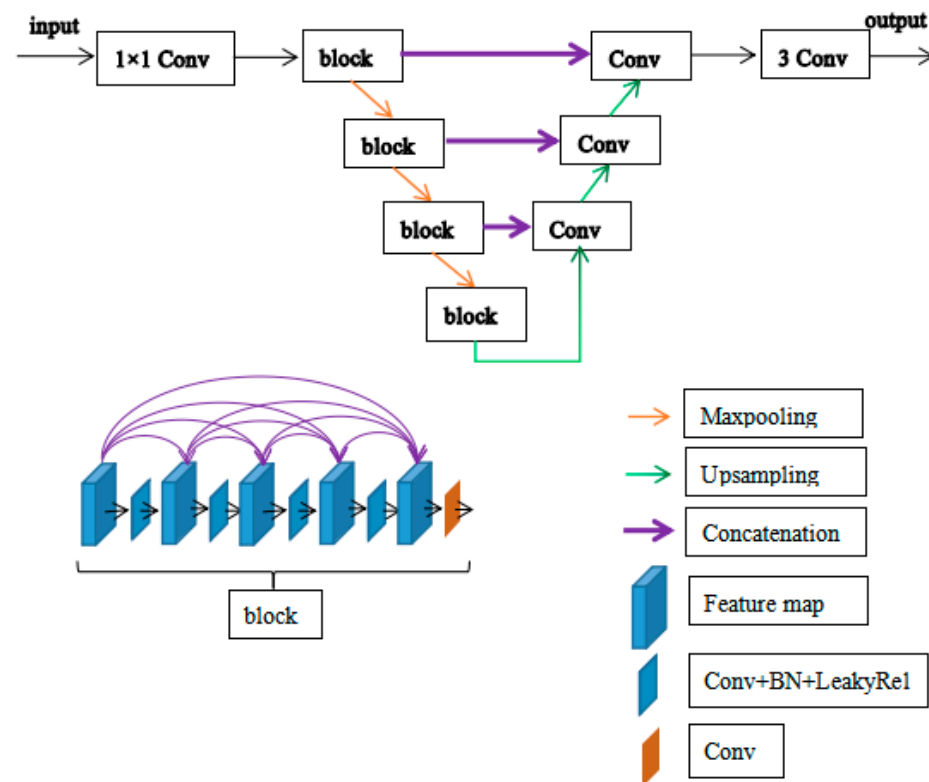 input
output
1×1 Conv
block
Conv
3 Conv
block
Conv
block
Conv
block
Maxpooling
Upsampling
Concatenation
block
Feature map
Conv+BN+LeakyRel
Conv